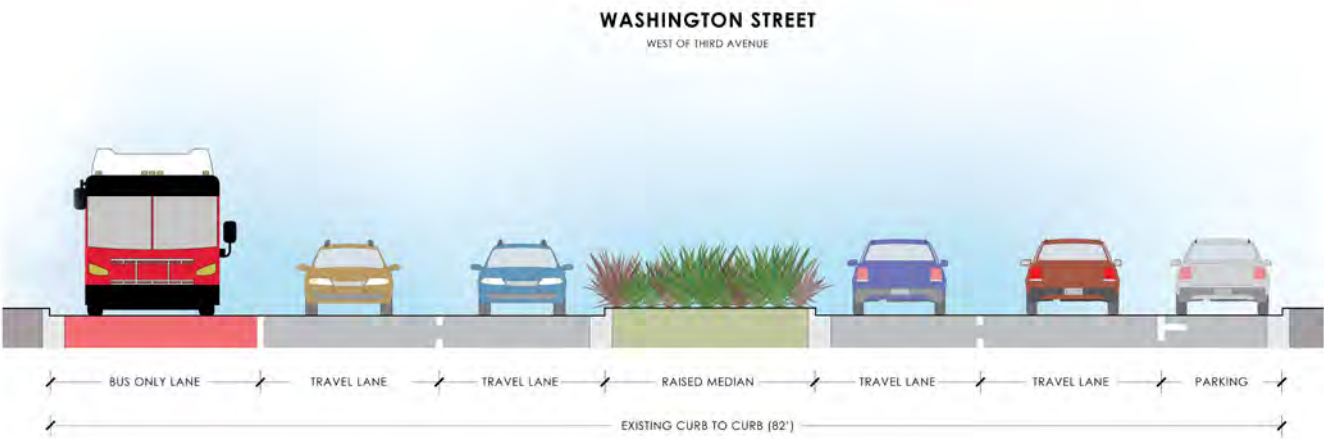 WASHINGTON STREET
WEST OF THIRD AVENUE
BUS ONLY LANE TRAVEL LANE TRAVEL LANE RAISED MEDIAN TRAVEL LANE TRAVEL LANE PARKING
EXISTING CURB TO CURB (82')